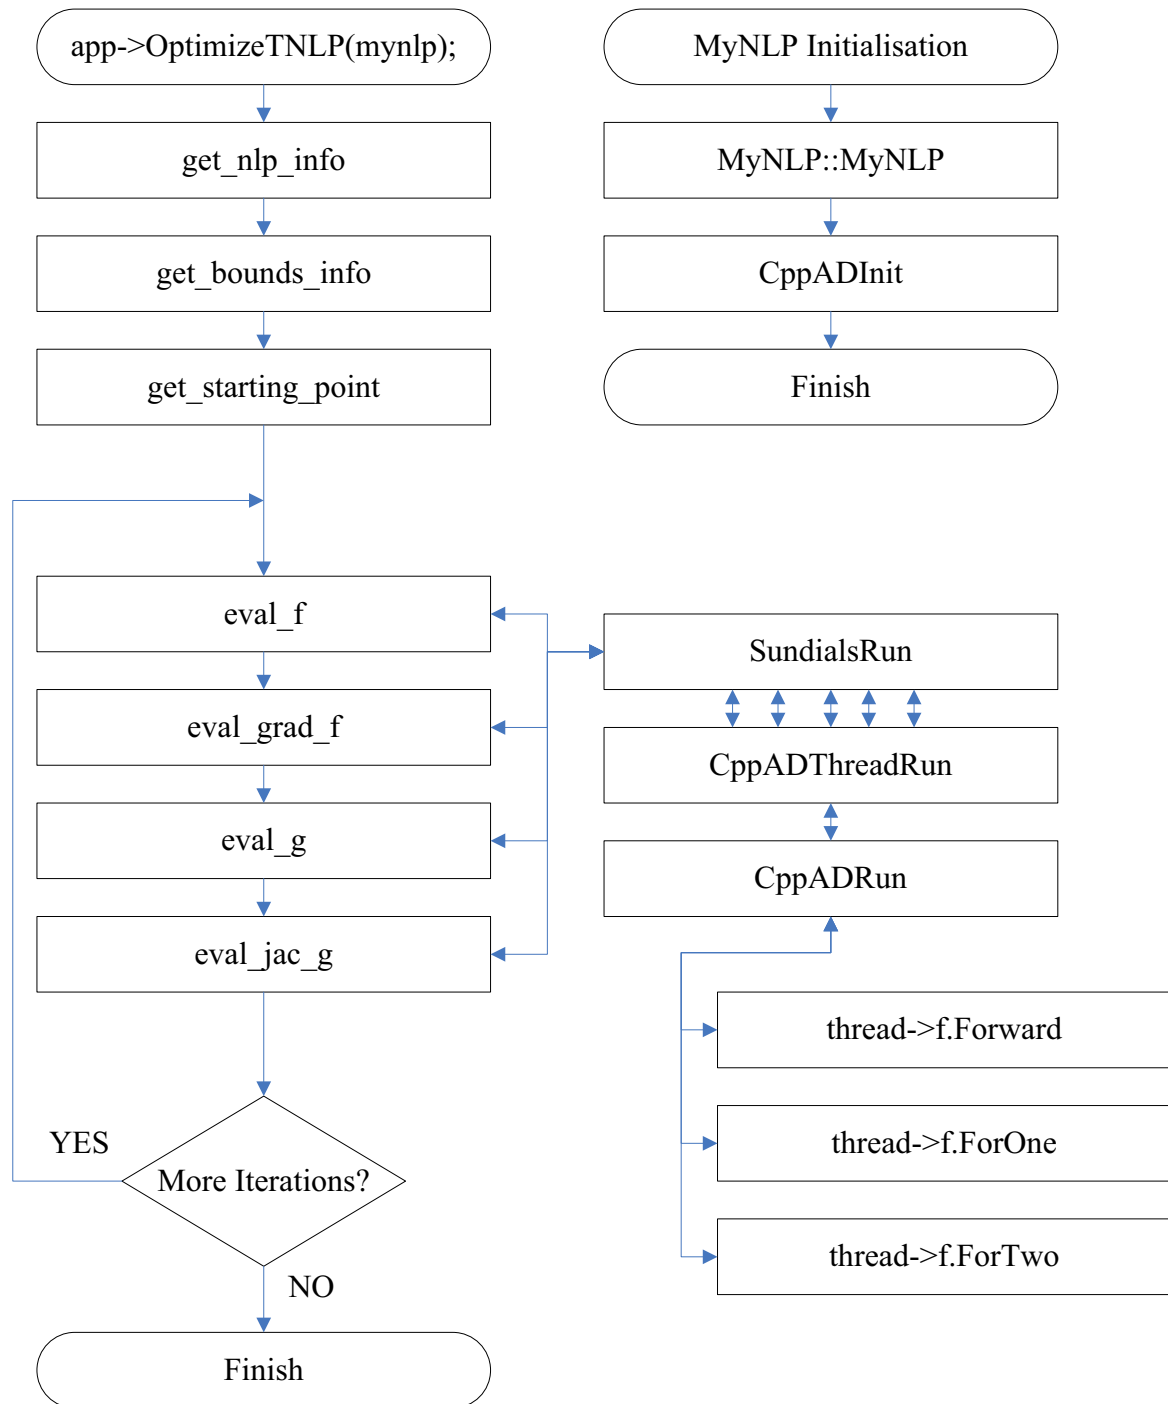 app->OptimizeTNLP(mynlp);
get_nlp_info
get_bounds_info
get_starting_point
eval_f
eval_grad_f
eval_g
eval_jac_g
YES
More Iterations?
NO
Finish
MyNLP Initialisation
MyNLP::MyNLP
CppADInit
Finish
SundialsRun
CppADThreadRun
CppADRun
thread->f.Forward
thread->f.ForOne
thread->f.ForTwo